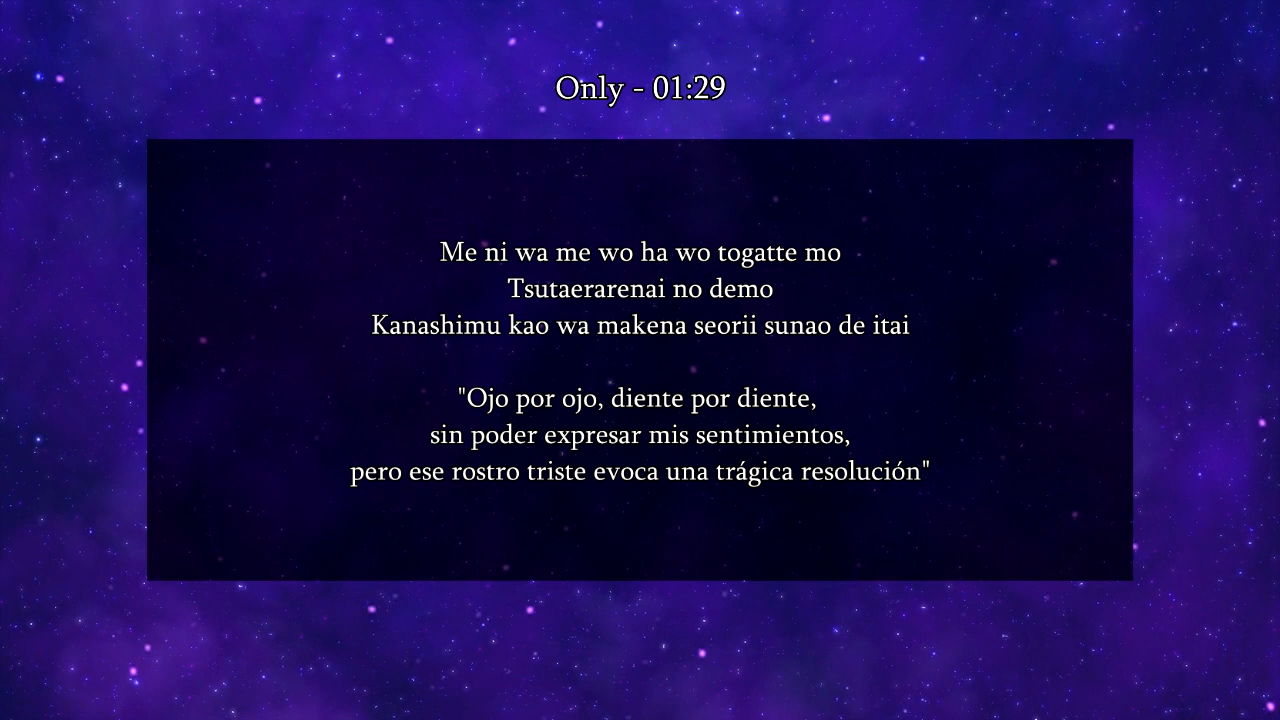 Only - 01:29
Me ni wa me wo ha wo togatte mo
Tsutaerarenai no demo
Kanashimu kao wa makena seorii sunao de itai
"Ojo por ojo, diente por diente,
sin poder expresar mis sentimientos,
pero ese rostro triste evoca una trágica resolución"